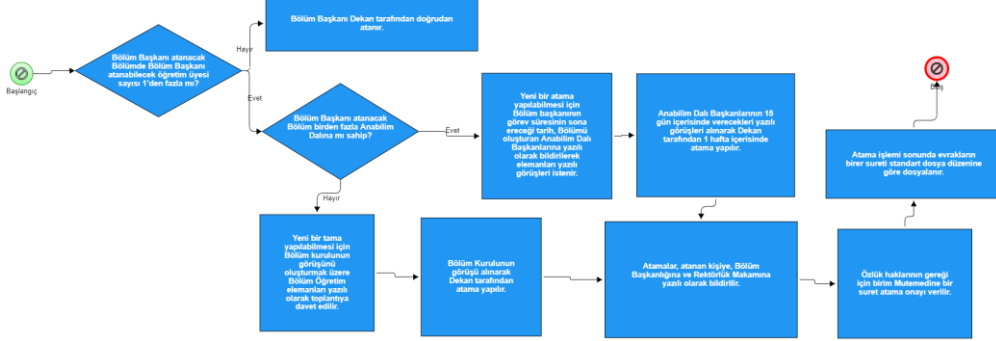 Bölüm Başkanı Dekan tarafından doğrudan
atanır.
Hayır
Bölüm Başkanı atanacak
Bölümde Bölüm Başkanı
atanabilecek öğretim üyesi
sayısı 1'den fazla mı?
Başlangıç
Evet
Bölüm Başkanı atanacak
Bölüm birden fazla Anabilim
Dalına mı sahip?
Evet
Yeni bir atama
yapılabilmesi için
Bölüm başkanının
görev süresinin sona
ereceği tarih, Bölümü
oluşturan Anabilim Dalı
Başkanlarına yazılı
olarak bildirilerek
elemanları yazılı
görüşleri istenir.
Anabilim Dalı Başkanlarının 15
gün içerisinde verecekleri yazılı
görüşleri alınarak Dekan
tarafından 1 hafta içerisinde
atama yapılır.
Bitiş
Atama işlemi sonunda evrakların
birer sureti standart dosya düzenine
göre dosyalanır.
Hayır
Yeni bir tama
yapılabilmesi için
Bölüm kurulunun
görüşünü
oluşturmak üzere
Bölüm Öğretim
elemanları yazılı
olarak toplantıya
davet edilir.
Bölüm Kurulunun
görüşü alınarak
Dekan tarafından
atama yapılır.
Atamalar, atanan kişiye, Bölüm
Başkanlığına ve Rektörlük Makamına
yazılı olarak bildirilir.
Özlük haklarının gereği
için birim Mutemedine bir
suret atama onayı verilir.